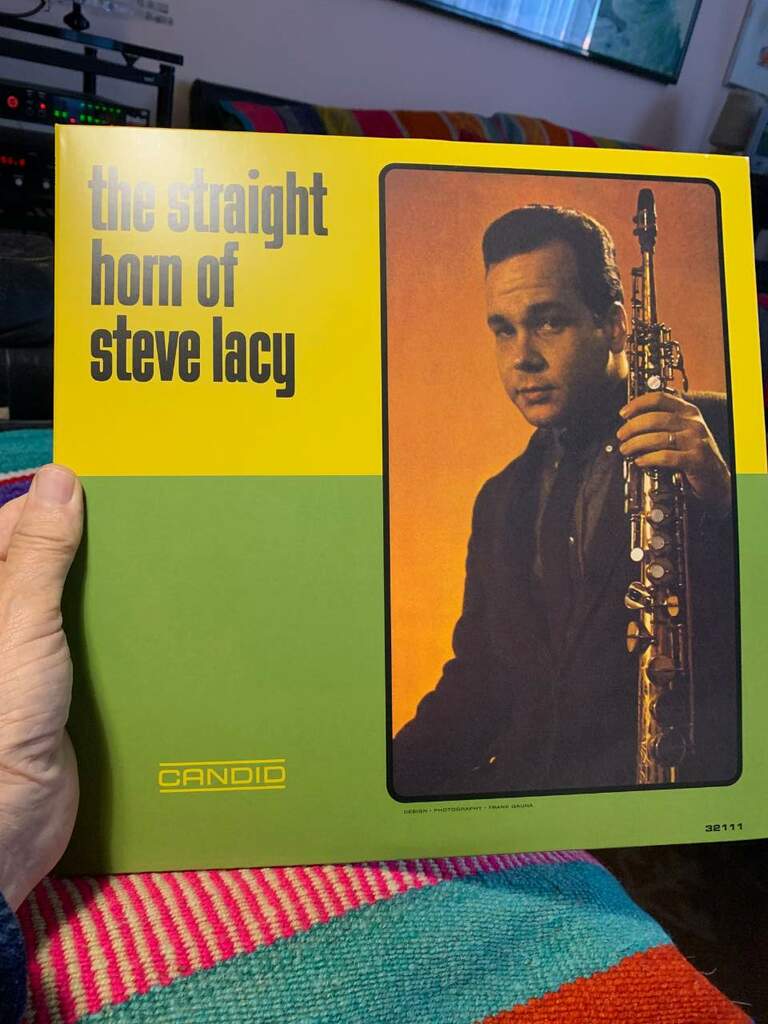 the straight
horn of
steve lacy
CANDID
DESIGN • PHOTOGRAPHY • FRANK GAUNA
32111